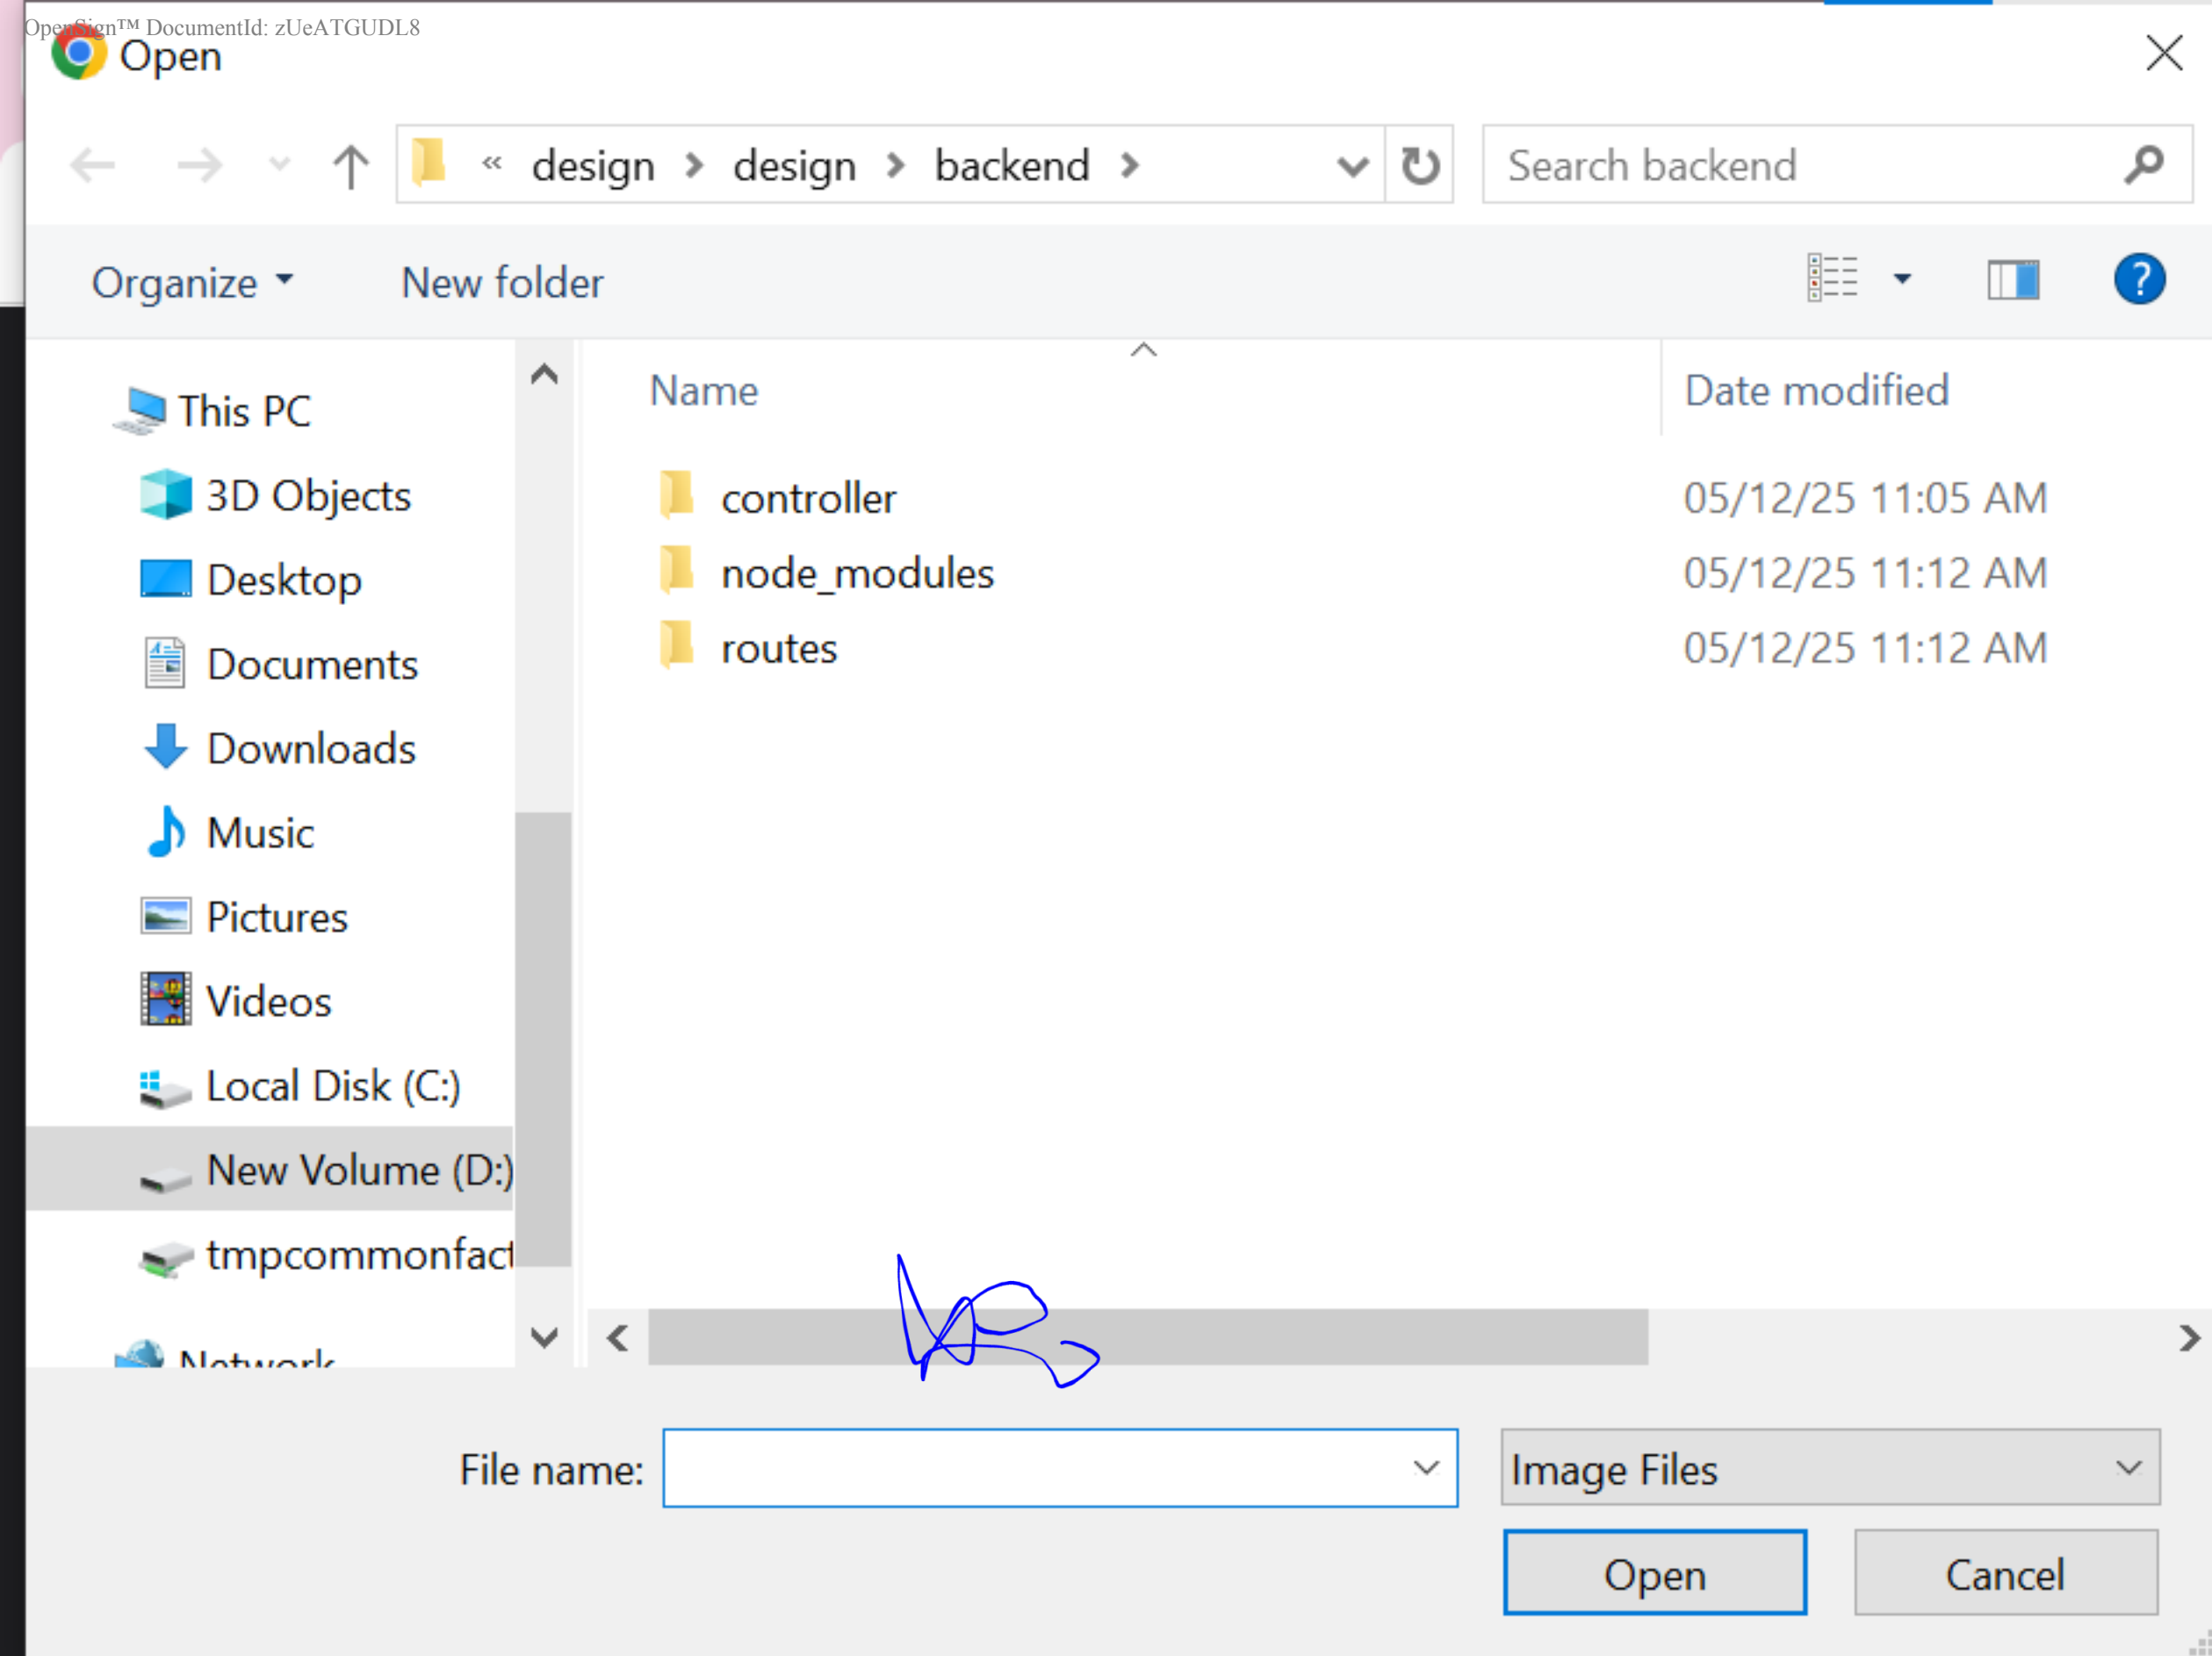 OpenSign™ DocumentId: zUeATGUDL8
Open
« design > design > backend >
Search backend
Organize
New folder
Name
Date modified
This PC
3D Objects
Desktop
Documents
Downloads
Music
Pictures
Videos
Local Disk (C:)
New Volume (D:)
tmpcommonfact
Network
controller 05/12/25 11:05 AM
node_modules 05/12/25 11:12 AM
routes 05/12/25 11:12 AM
File name:
Image Files
Open
Cancel